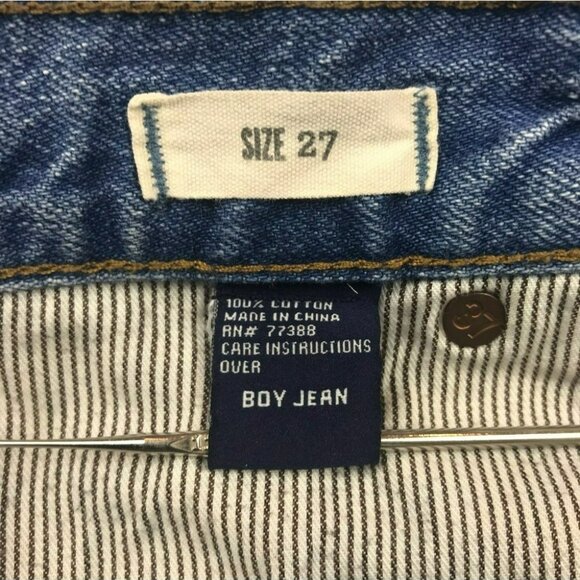 SIZE 27
100% COTTON
MADE IN CHINA
RN# 77388
CARE INSTRUCTIONS
OVER
BOY JEAN